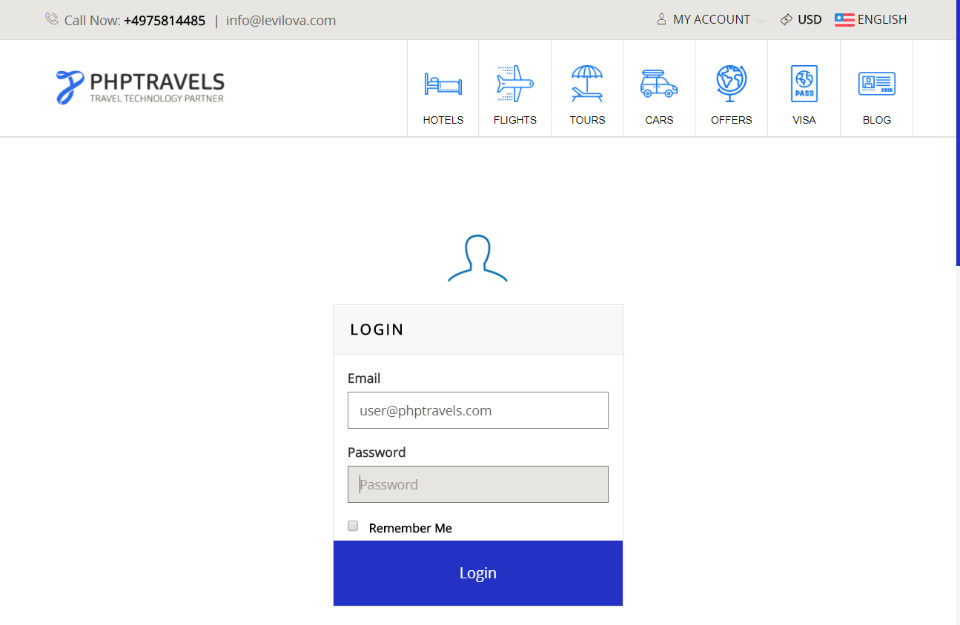 Call Now: +4975814485 | info@levilova.com
MY ACCOUNT USD ENGLISH
PHPTRAVELS
TRAVEL TECHNOLOGY PARTNER
HOTELS FLIGHTS TOURS CARS OFFERS VISA BLOG
PASS
LOGIN
Email
user@phptravels.com
Password
Password
Remember Me
Login